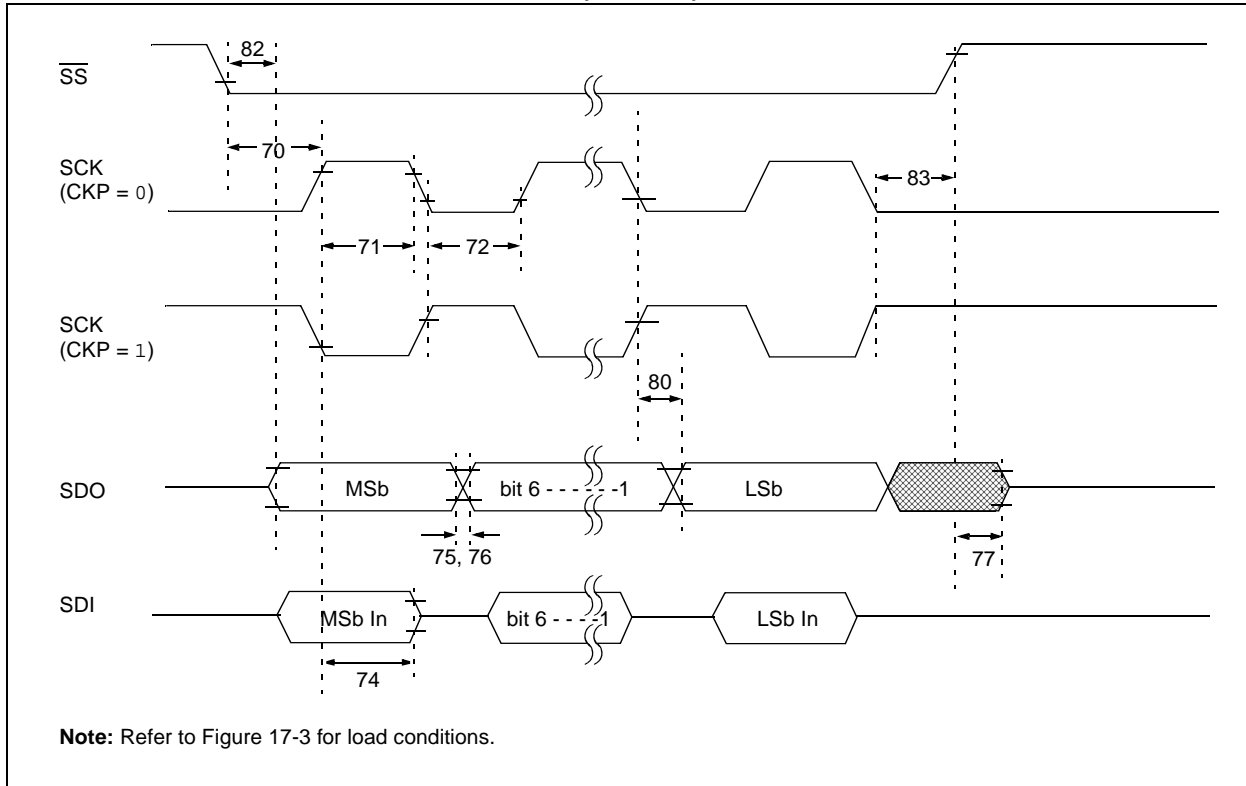 82
SS
70
SCK
(CKP = 0)
83
71
72
SCK
(CKP = 1)
80
SDO
MSb
bit 6 - - - - - -1
LSb
75, 76
77
SDI
MSb In
bit 6 - - - -1
LSb In
74
Note: Refer to Figure 17-3 for load conditions.